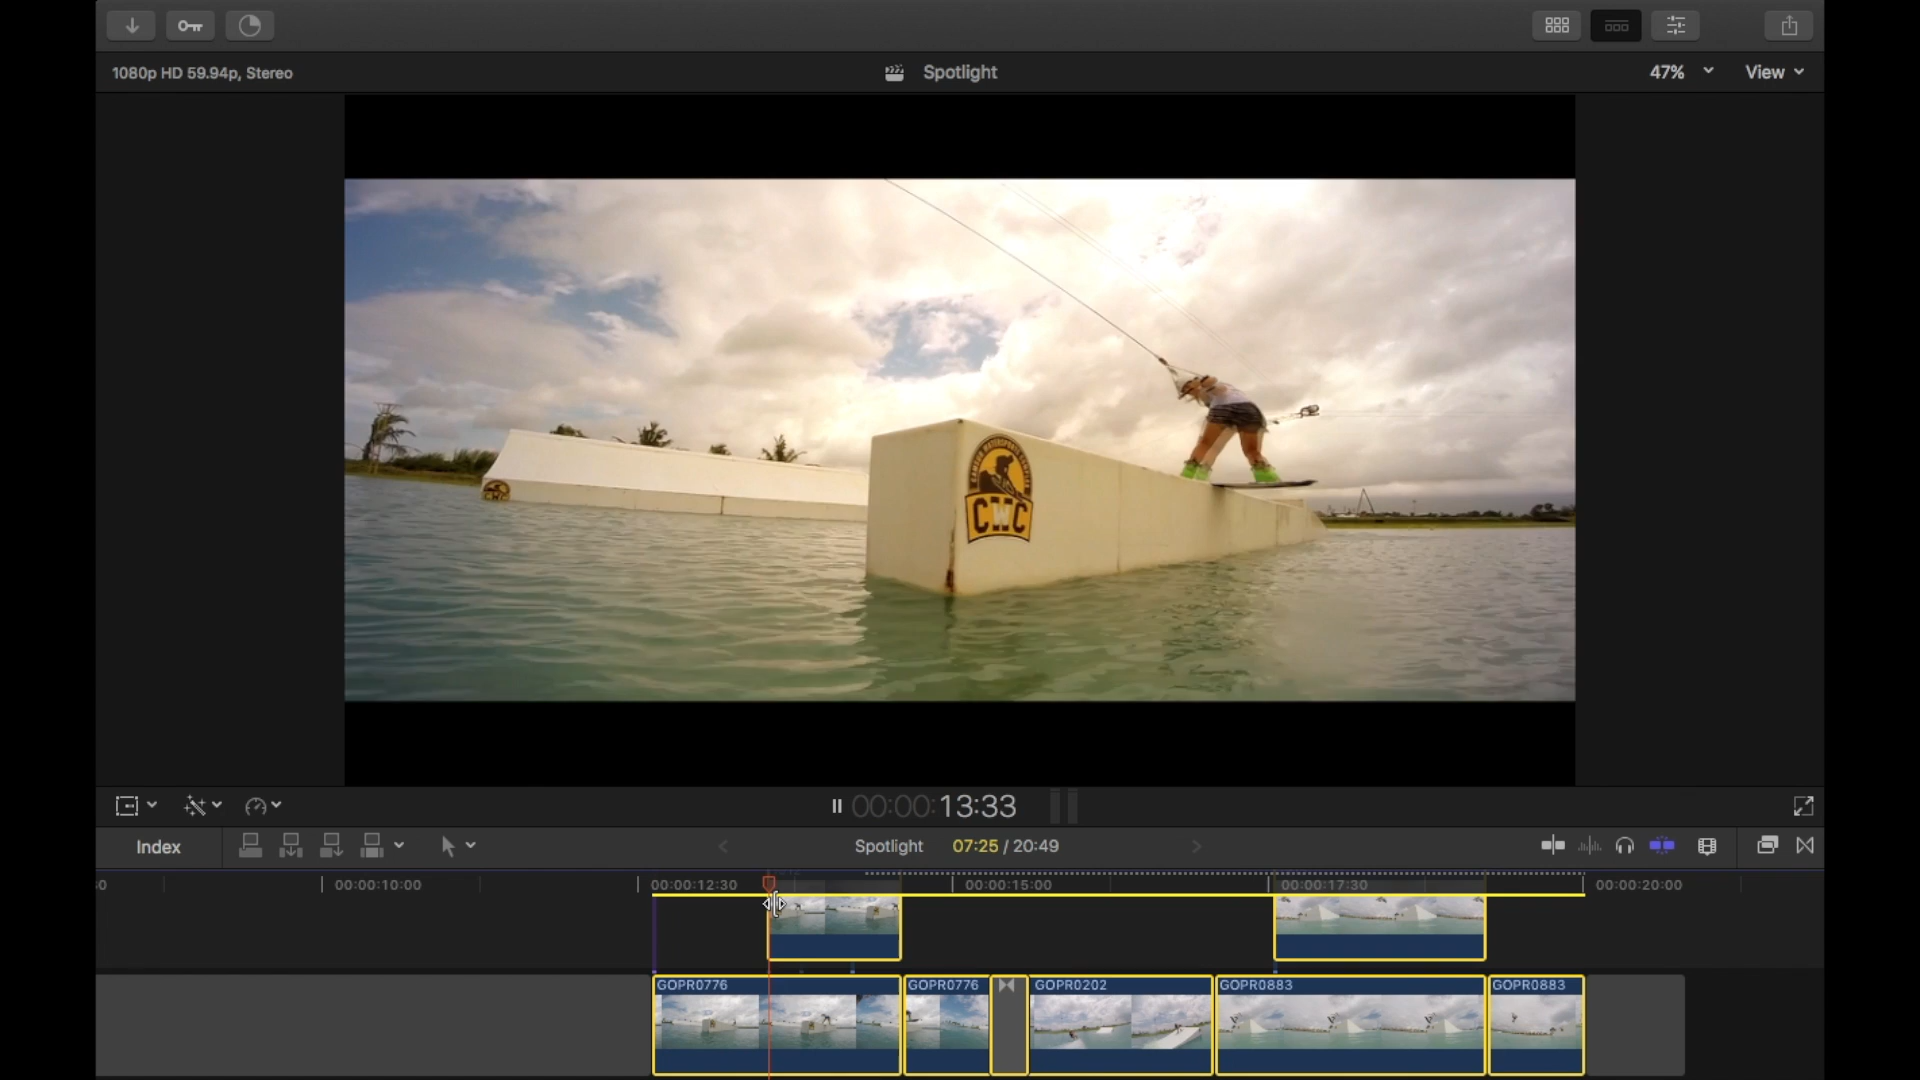 1080p HD 59.94p, Stereo
Spotlight
47%
View
CWC
CWC
00:00:13:33
Index
Spotlight
07:25 / 20:49
00:00:10:00
00:00:12:30
00:00:15:00
00:00:17:30
00:00:20:00
GOPR0776
GOPR0776
GOPR0202
GOPR0883
GOPR0883